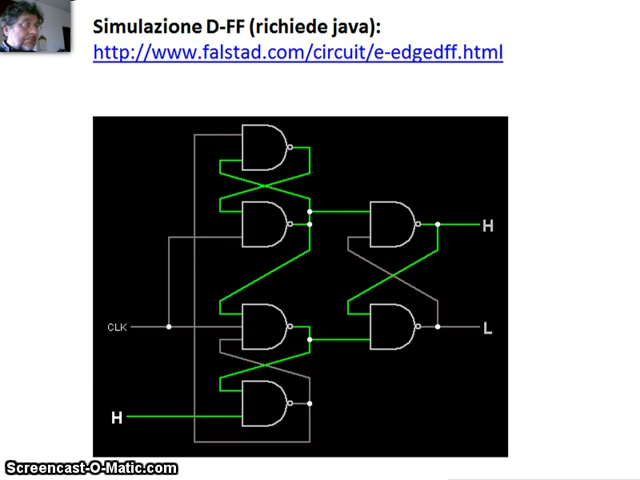 Simulazione D-FF (richiede java):
http://www.falstad.com/circuit/e-edgedff.html
H
CLK
L
H
Screencast-O-Matic.com